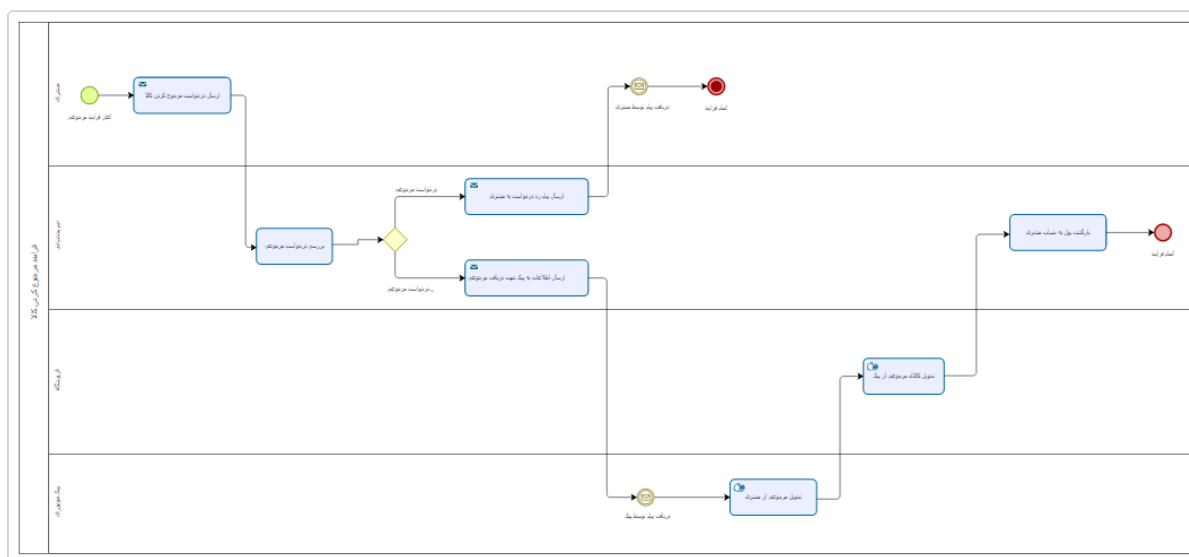 فرایند مرجوع کردن کالا
مشتری
آغاز فرایند مرجوعی
ارسال درخواست مرجوع کردن کالا
دریافت پیام توسط مشتری
اتمام فرایند
پشتیبانی
بررسی درخواست مرجوعی
درخواست مرجوعی
ارسال پیام رد درخواست به مشتری
درخواست مرجوعی
ارسال اطلاعات به پیک جهت دریافت مرجوعی
بازگشت پول به حساب مشتری
اتمام فرایند
فروشگاه
تحویل کالای مرجوعی از پیک
پیک موتوری
دریافت پیام توسط پیک
تحویل مرجوعی از مشتری